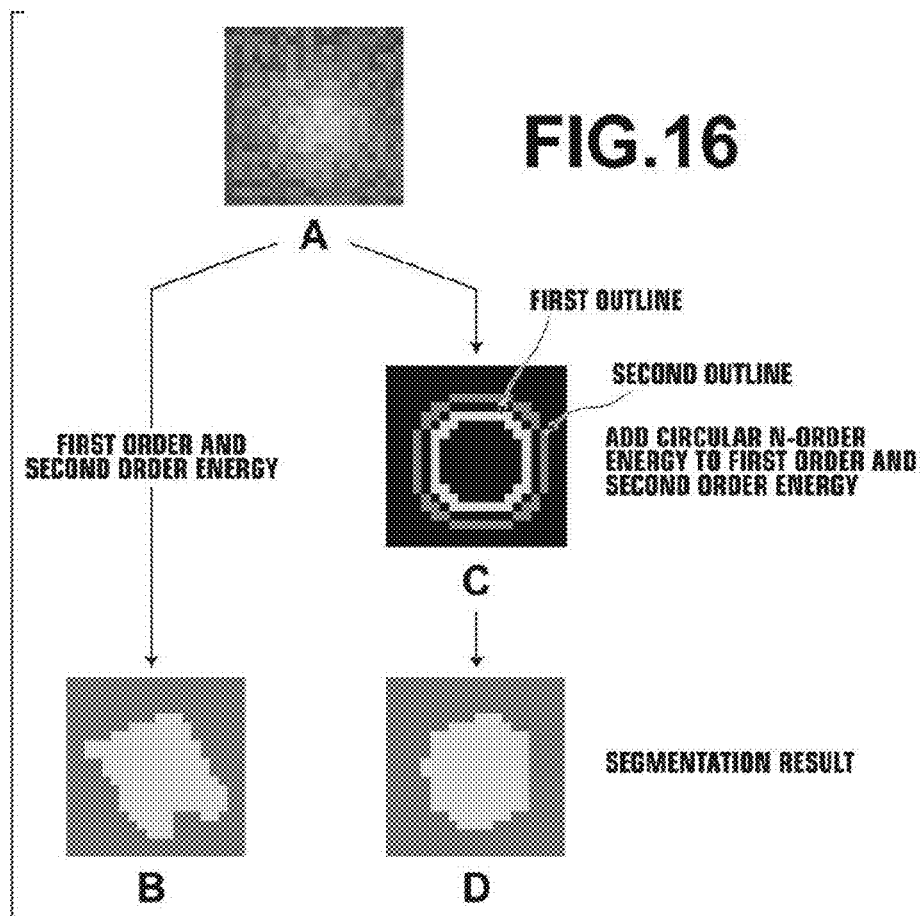 FIG.16
A
FIRST OUTLINE
SECOND OUTLINE
FIRST ORDER AND
SECOND ORDER ENERGY
ADD CIRCULAR N-ORDER
ENERGY TO FIRST ORDER AND
SECOND ORDER ENERGY
C
SEGMENTATION RESULT
B
D